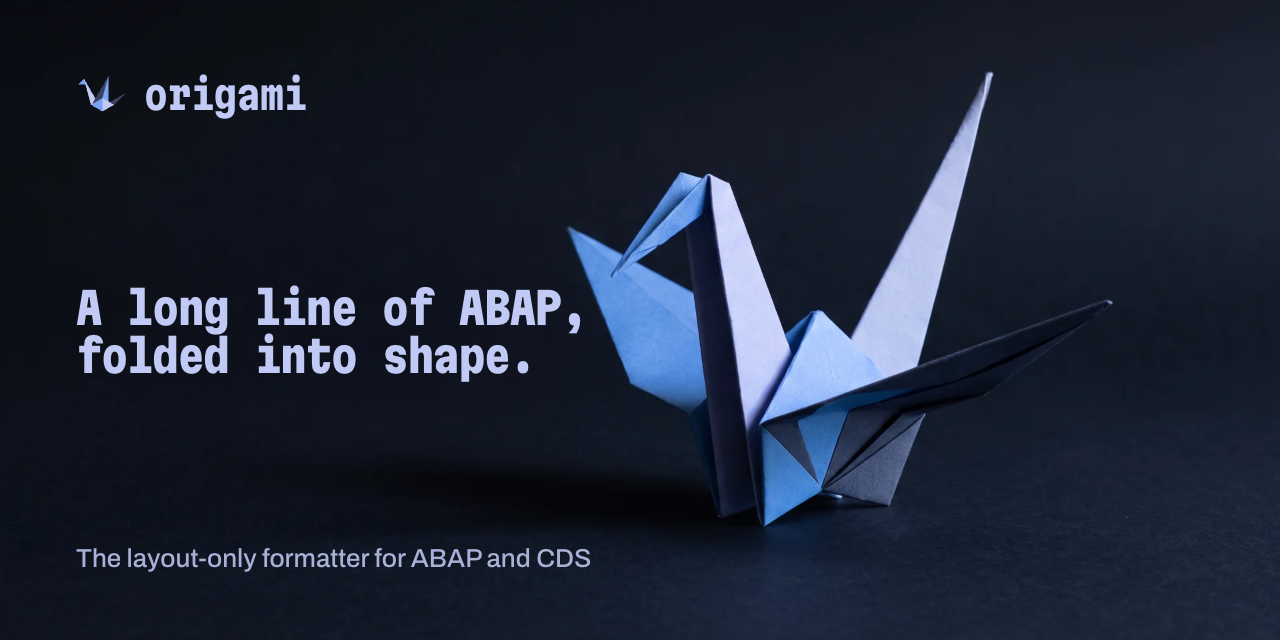 origami
A long line of ABAP,
folded into shape.
The layout-only formatter for ABAP and CDS